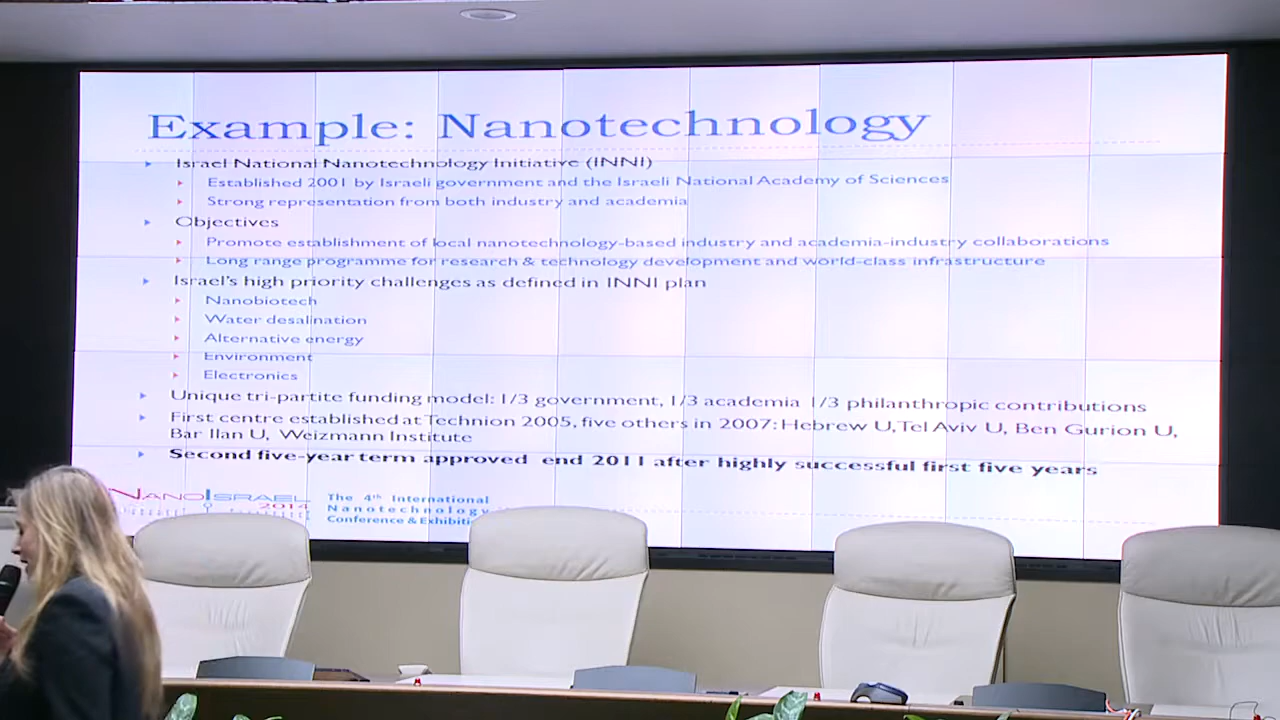 Example: Nanotechnology
Israel National Nanotechnology Initiative (INNI)
Established 2001 by Israeli government and the Israeli National Academy of Sciences
Strong representation from both industry and academia
Objectives
Promote establishment of local nanotechnology-based industry and academia-industry collaborations
Long range programme for research & technology development and world-class infrastructure
Israel's high priority challenges as defined in INNI plan
Nanobiotech
Water desalination
Alternative energy
Environment
Electronics
Unique tri-partite funding model: 1/3 government, 1/3 academia 1/3 philanthropic contributions
First centre established at Technion 2005, five others in 2007: Hebrew U, Tel Aviv U, Ben Gurion U,
Bar Ilan U, Weizmann Institute
Second five-year term approved end 2011 after highly successful first five years
NANOISRAEL
2014
The 4th International
Nanotechnology
Conference & Exhibiti